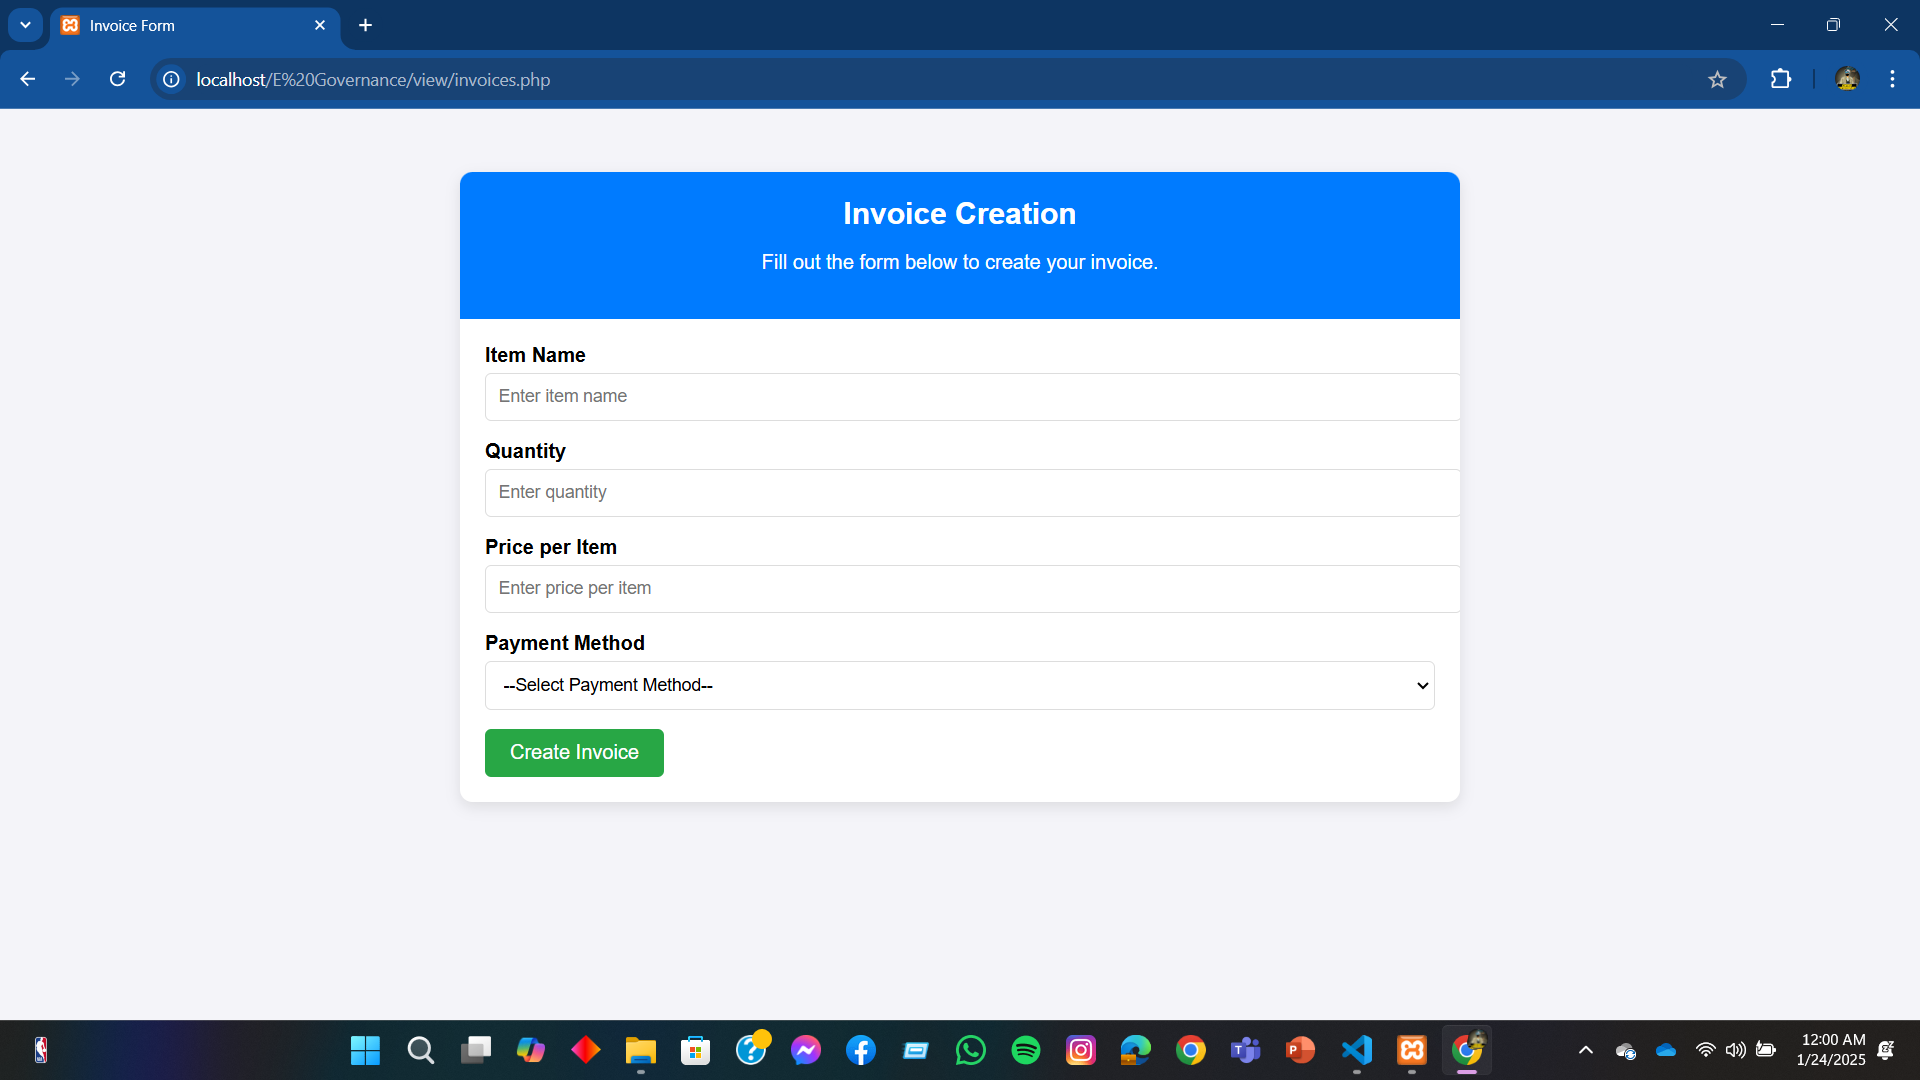 Invoice Form
localhost/E%20Governance/view/invoices.php
Invoice Creation
Fill out the form below to create your invoice.
Item Name
Enter item name
Quantity
Enter quantity
Price per Item
Enter price per item
Payment Method
--Select Payment Method--
Create Invoice
12:00 AM
1/24/2025